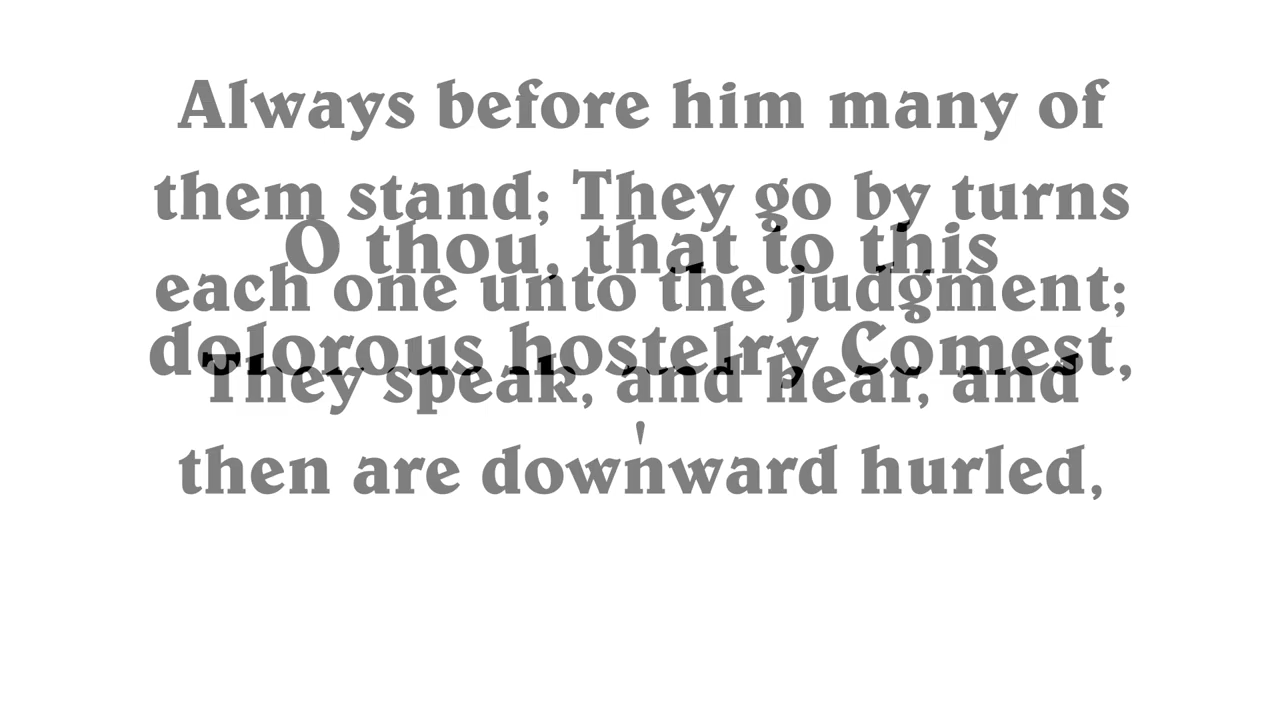 Always before him many of
them stand; They go by turns
each one unto the judgment;
They speak, and hear, and
then are downward hurled,
O thou, that to this
dolorous hostelry Comest,
'